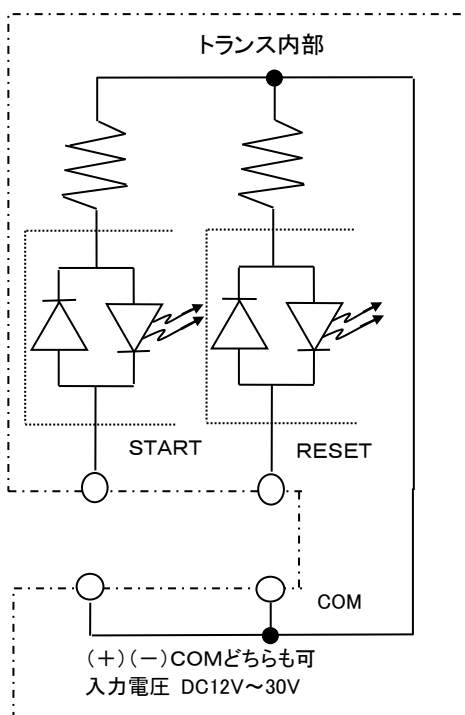 トランス内部
START
RESET
COM
(+)(－)COMどちらも可
入力電圧 DC12V～30V